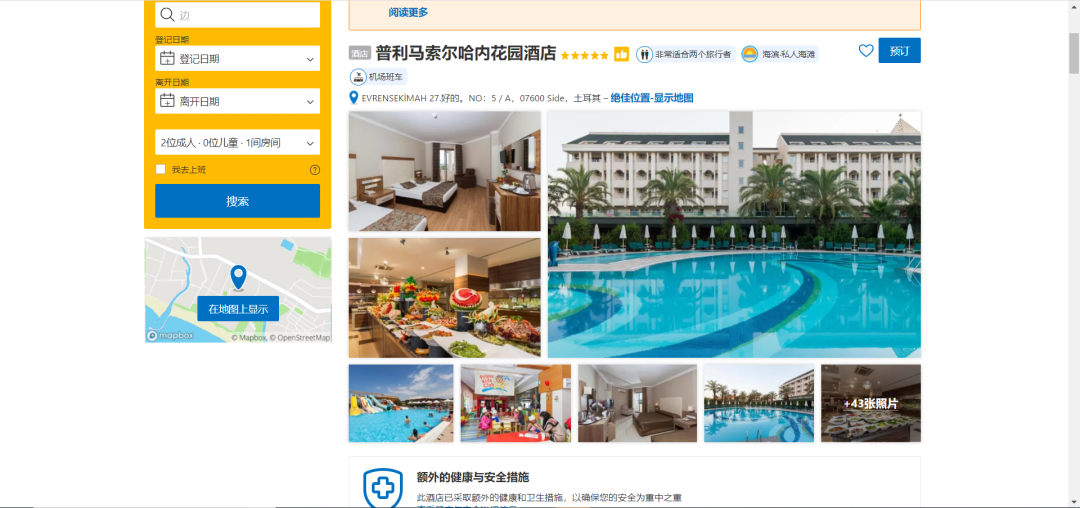 边
登记日期
登记日期
离开日期
离开日期
2位成人 · 0位儿童 · 1间房间
我去上班
搜索
在地图上显示
mapbox
© Mapbox, © OpenStreetMap
阅读更多
酒店 普利马索尔哈内花园酒店 非常适合两个旅行者 海滨-私人海滩 预订
机场班车
EVRENSEKİMAH 27.好的。NO：5 / A，07600 Side，土耳其 – 绝佳位置-显示地图
+43张照片
额外的健康与安全措施
此酒店已采取额外的健康和卫生措施，以确保您的安全为重中之重